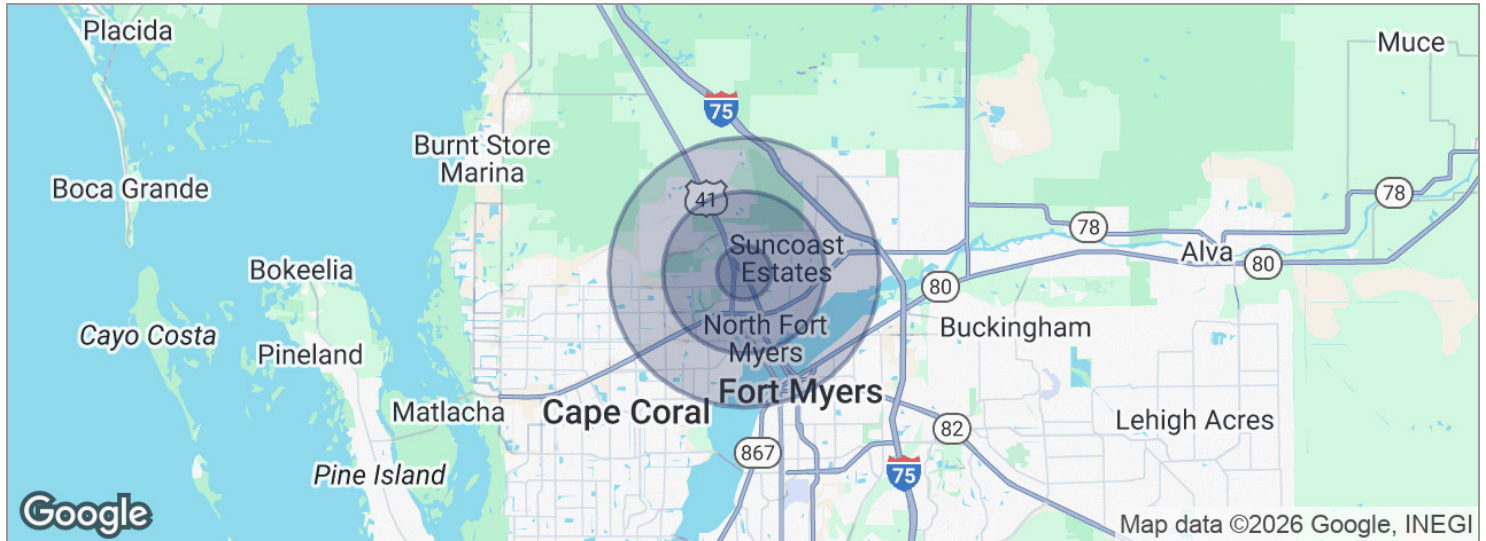 Placida
Muce
75
Burnt Store
Marina
Boca Grande
41
78
78
Suncoast
Estates
Alva
80
Bokeelia
80
Cayo Costa
North Fort
Myers
Buckingham
Pineland
Fort Myers
Matlacha
Cape Coral
82
Lehigh Acres
867
Pine Island
75
Google
Map data ©2026 Google, INEGI